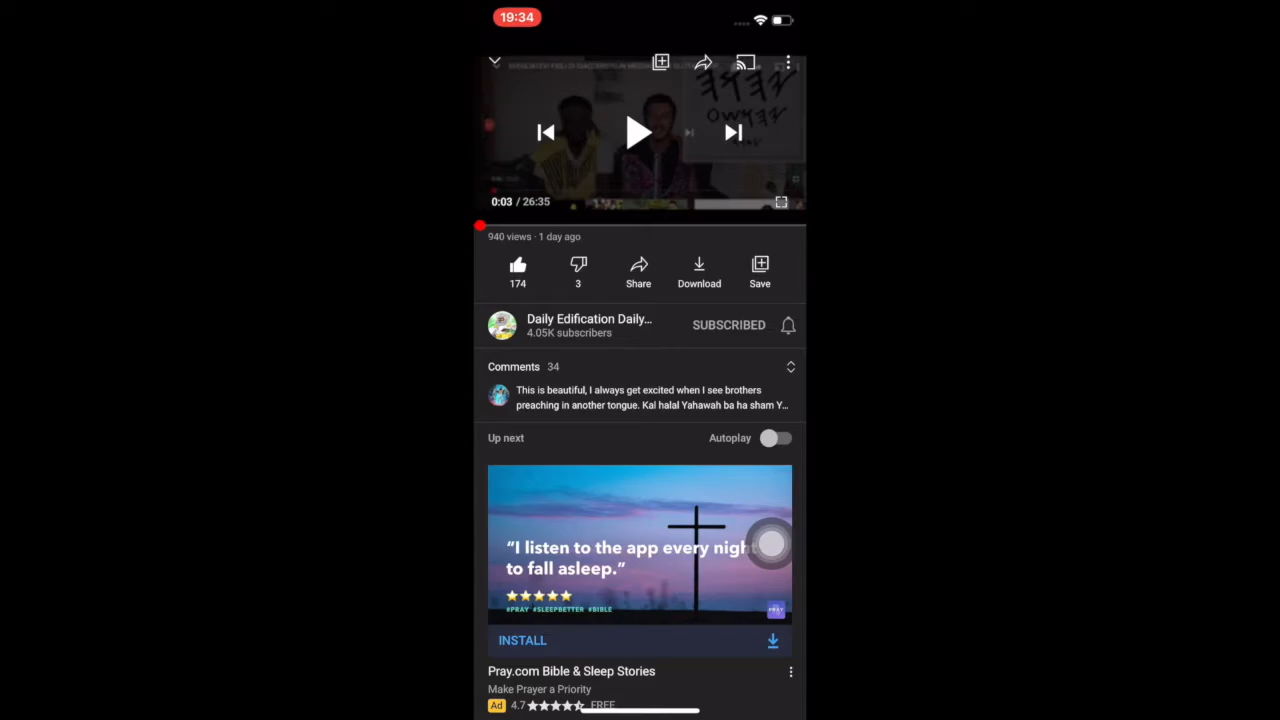 19:34
0:03 / 26:35
940 views · 1 day ago
174
3
Share
Download
Save
Daily Edification Daily...
4.05K subscribers
SUBSCRIBED
Comments 34
This is beautiful, I always get excited when I see brothers
preaching in another tongue. Kal halal Yahawah ba ha sham Y...
Up next
Autoplay
“I listen to the app every nigh
to fall asleep.”
#PRAY #SLEEPBETTER #BIBLE
PRAY
INSTALL
Pray.com Bible & Sleep Stories
Make Prayer a Priority
Ad 4.7 FREE